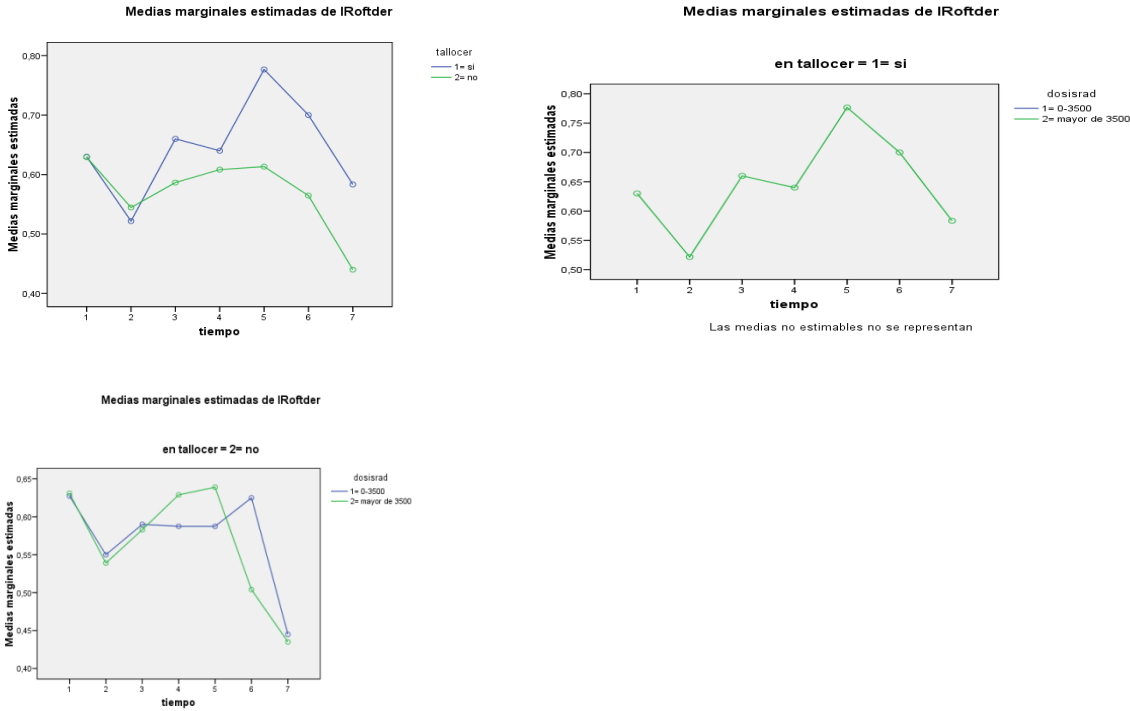 Medias marginales estimadas de IRoftder
Medias marginales estimadas
0,80
0,70
0,60
0,50
0,40
1 2 3 4 5 6 7
tiempo
tallocer
1= si
2= no
Medias marginales estimadas de IRoftder
en tallocer = 1= si
Medias marginales estimadas
0,80
0,75
0,70
0,65
0,60
0,55
0,50
1 2 3 4 5 6 7
tiempo
dosisrad
1= 0-3500
2= mayor de 3500
Las medias no estimables no se representan
Medias marginales estimadas de IRoftder
en tallocer = 2= no
Medias marginales estimadas
0,65
0,60
0,55
0,50
0,45
0,40
1 2 3 4 5 6 7
tiempo
dosisrad
1= 0-3500
2= mayor de 3500